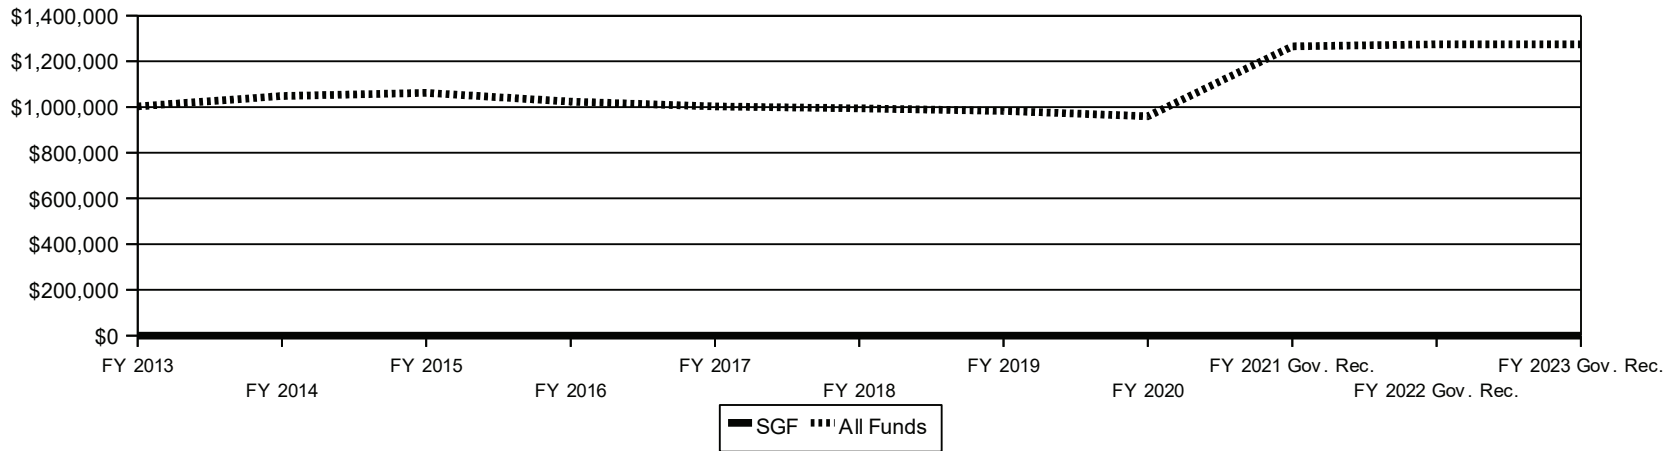 $1,400,000
$1,200,000
$1,000,000
$800,000
$600,000
$400,000
$200,000
$0
FY 2013 FY 2015 FY 2017 FY 2019 FY 2021 Gov. Rec. FY 2023 Gov. Rec.
FY 2014 FY 2016 FY 2018 FY 2020 FY 2022 Gov. Rec.
SGF All Funds